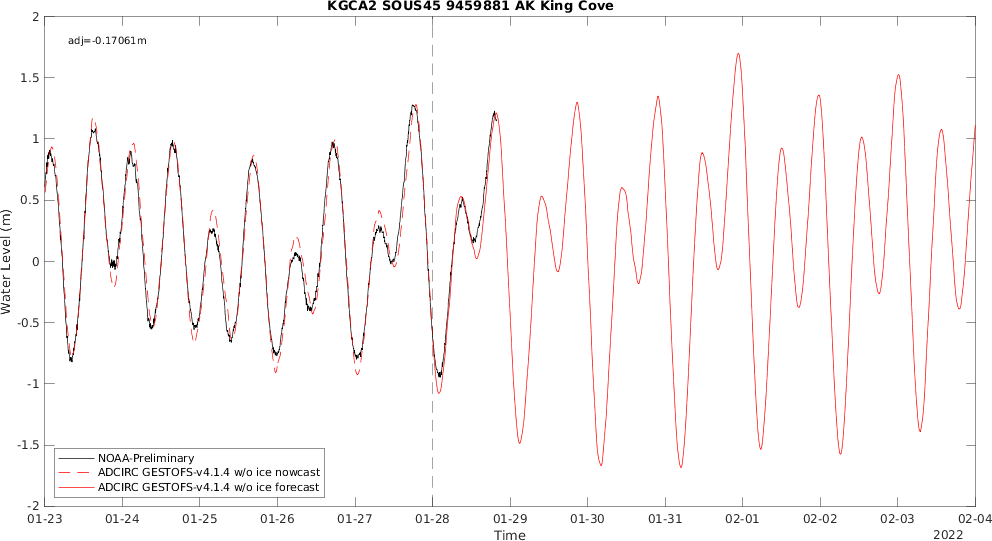 KGCA2 SOUS45 9459881 AK King Cove
adj=-0.17061m
2
1.5
1
0.5
0
-0.5
-1
-1.5
-2
Water Level (m)
NOAA-Preliminary
ADCIRC GESTOFS-v4.1.4 w/o ice nowcast
ADCIRC GESTOFS-v4.1.4 w/o ice forecast
01-23 01-24 01-25 01-26 01-27 01-28 01-29 01-30 01-31 02-01 02-02 02-03 02-04
Time
2022